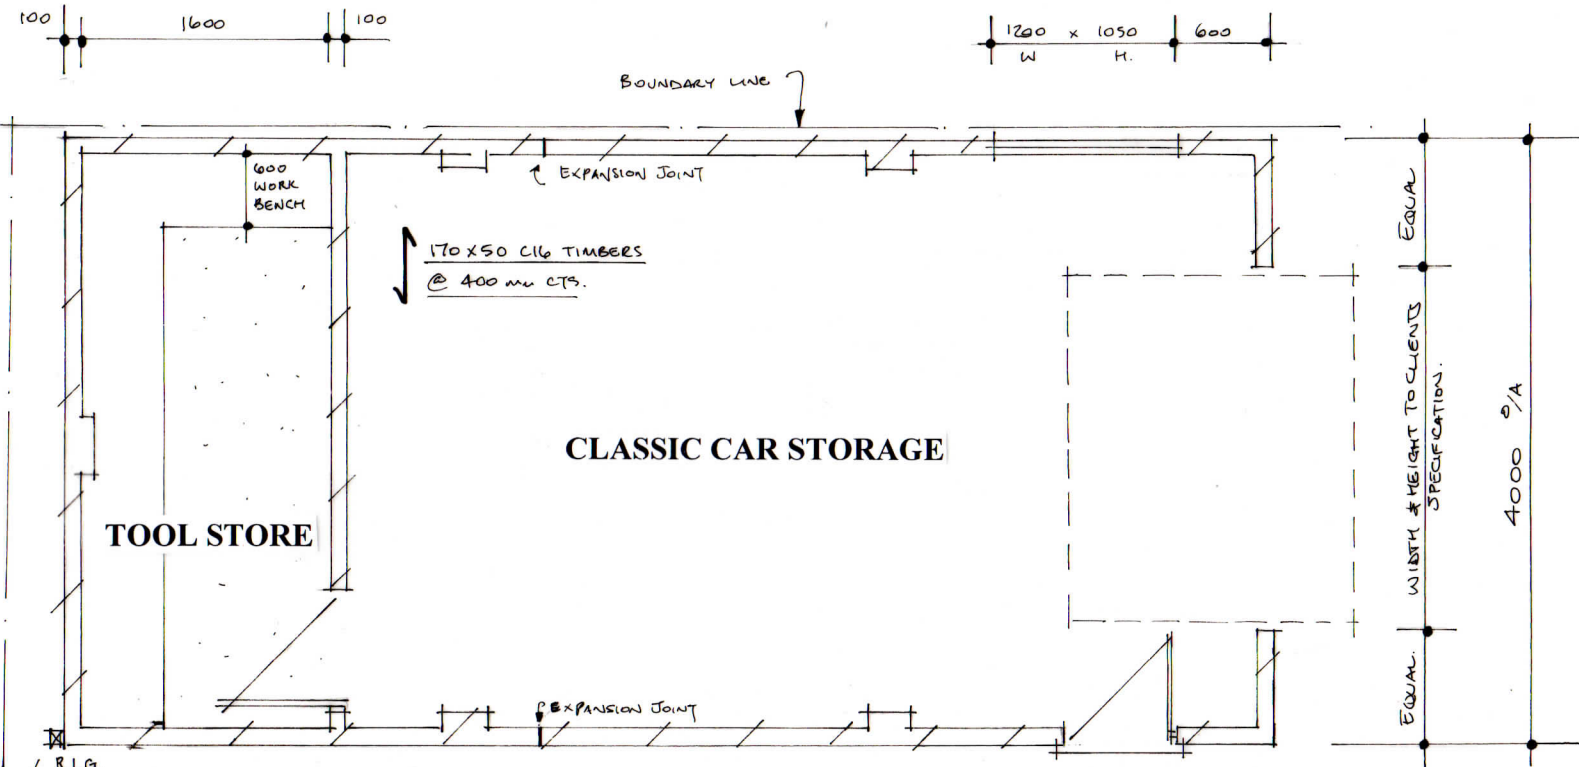 100
1600
100
1200 x 1050
W H.
600
BOUNDARY LINE
600
WORK
BENCH
EXPANSION JOINT
170 x 50 C16 TIMBERS
@ 400 mm CTS.
CLASSIC CAR STORAGE
TOOL STORE
EXPANSION JOINT
EQUAL
WIDTH & HEIGHT TO CLIENTS
SPECIFICATION.
EQUAL.
4000 O/A